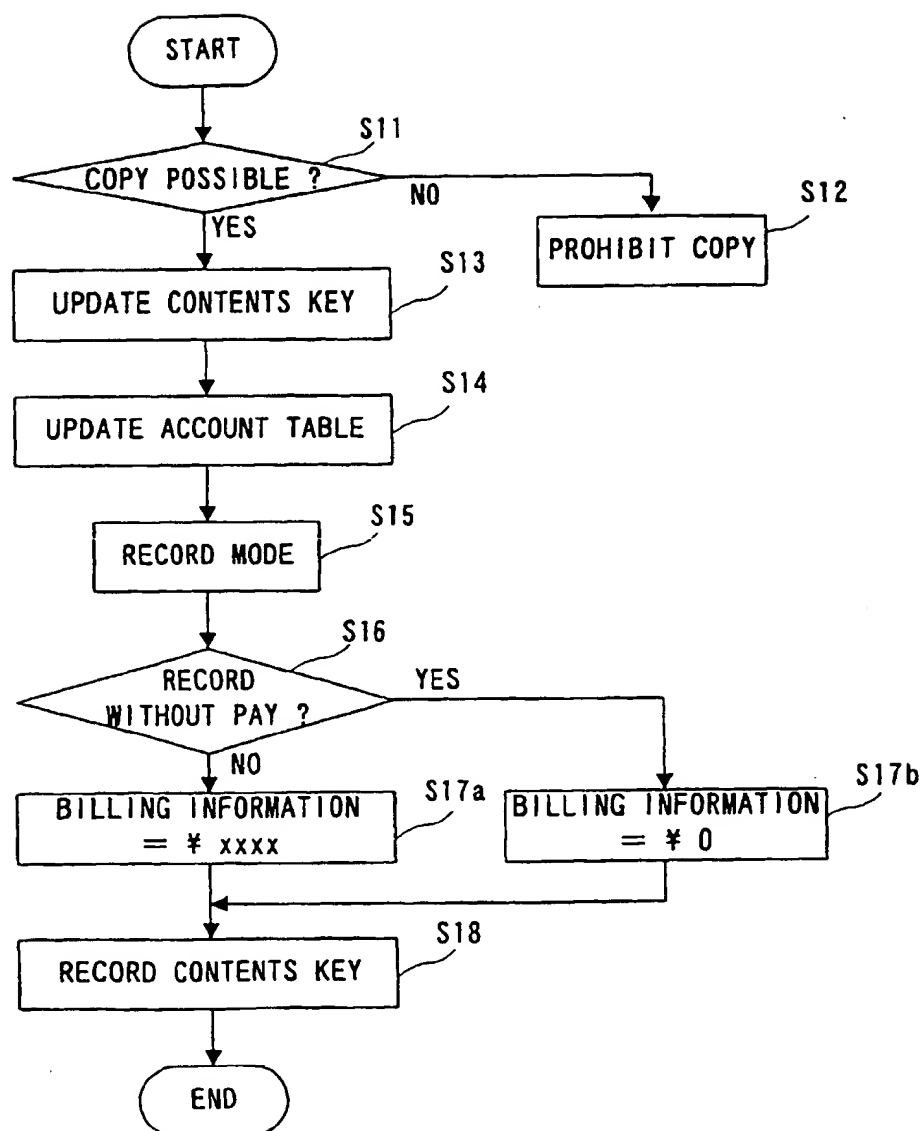 START
S11
COPY POSSIBLE ?
NO
YES
S12
PROHIBIT COPY
S13
UPDATE CONTENTS KEY
S14
UPDATE ACCOUNT TABLE
S15
RECORD MODE
S16
RECORD
WITHOUT PAY ?
YES
NO
S17a
BILLING INFORMATION
= ¥ xxxx
S17b
BILLING INFORMATION
= ¥ 0
S18
RECORD CONTENTS KEY
END